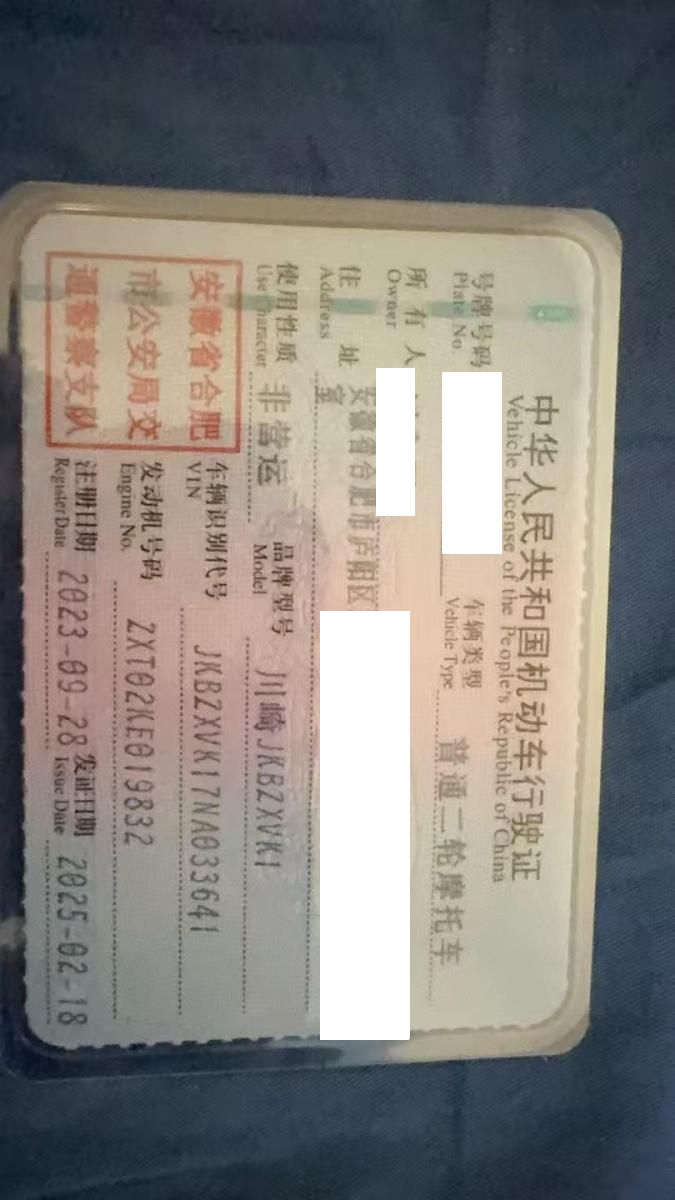 中华人民共和国机动车行驶证
Vehicle License of the People's Republic of China
号牌号码
Plate No.
车辆类型
Vehicle Type
普通二轮摩托车
所有人
Owner
住址
Address
安徽省合肥市庐阳区
室
使用性质
Use Character
非营运
品牌型号
Model
川崎JKBZXVK1
安徽省合肥
市公安局交
通警察支队
车辆识别代号
VIN
JKBZXVK17NA033641
发动机号码
Engine No.
ZXT02KE019832
注册日期
Register Date
2023-09-28
发证日期
Issue Date
2025-02-18